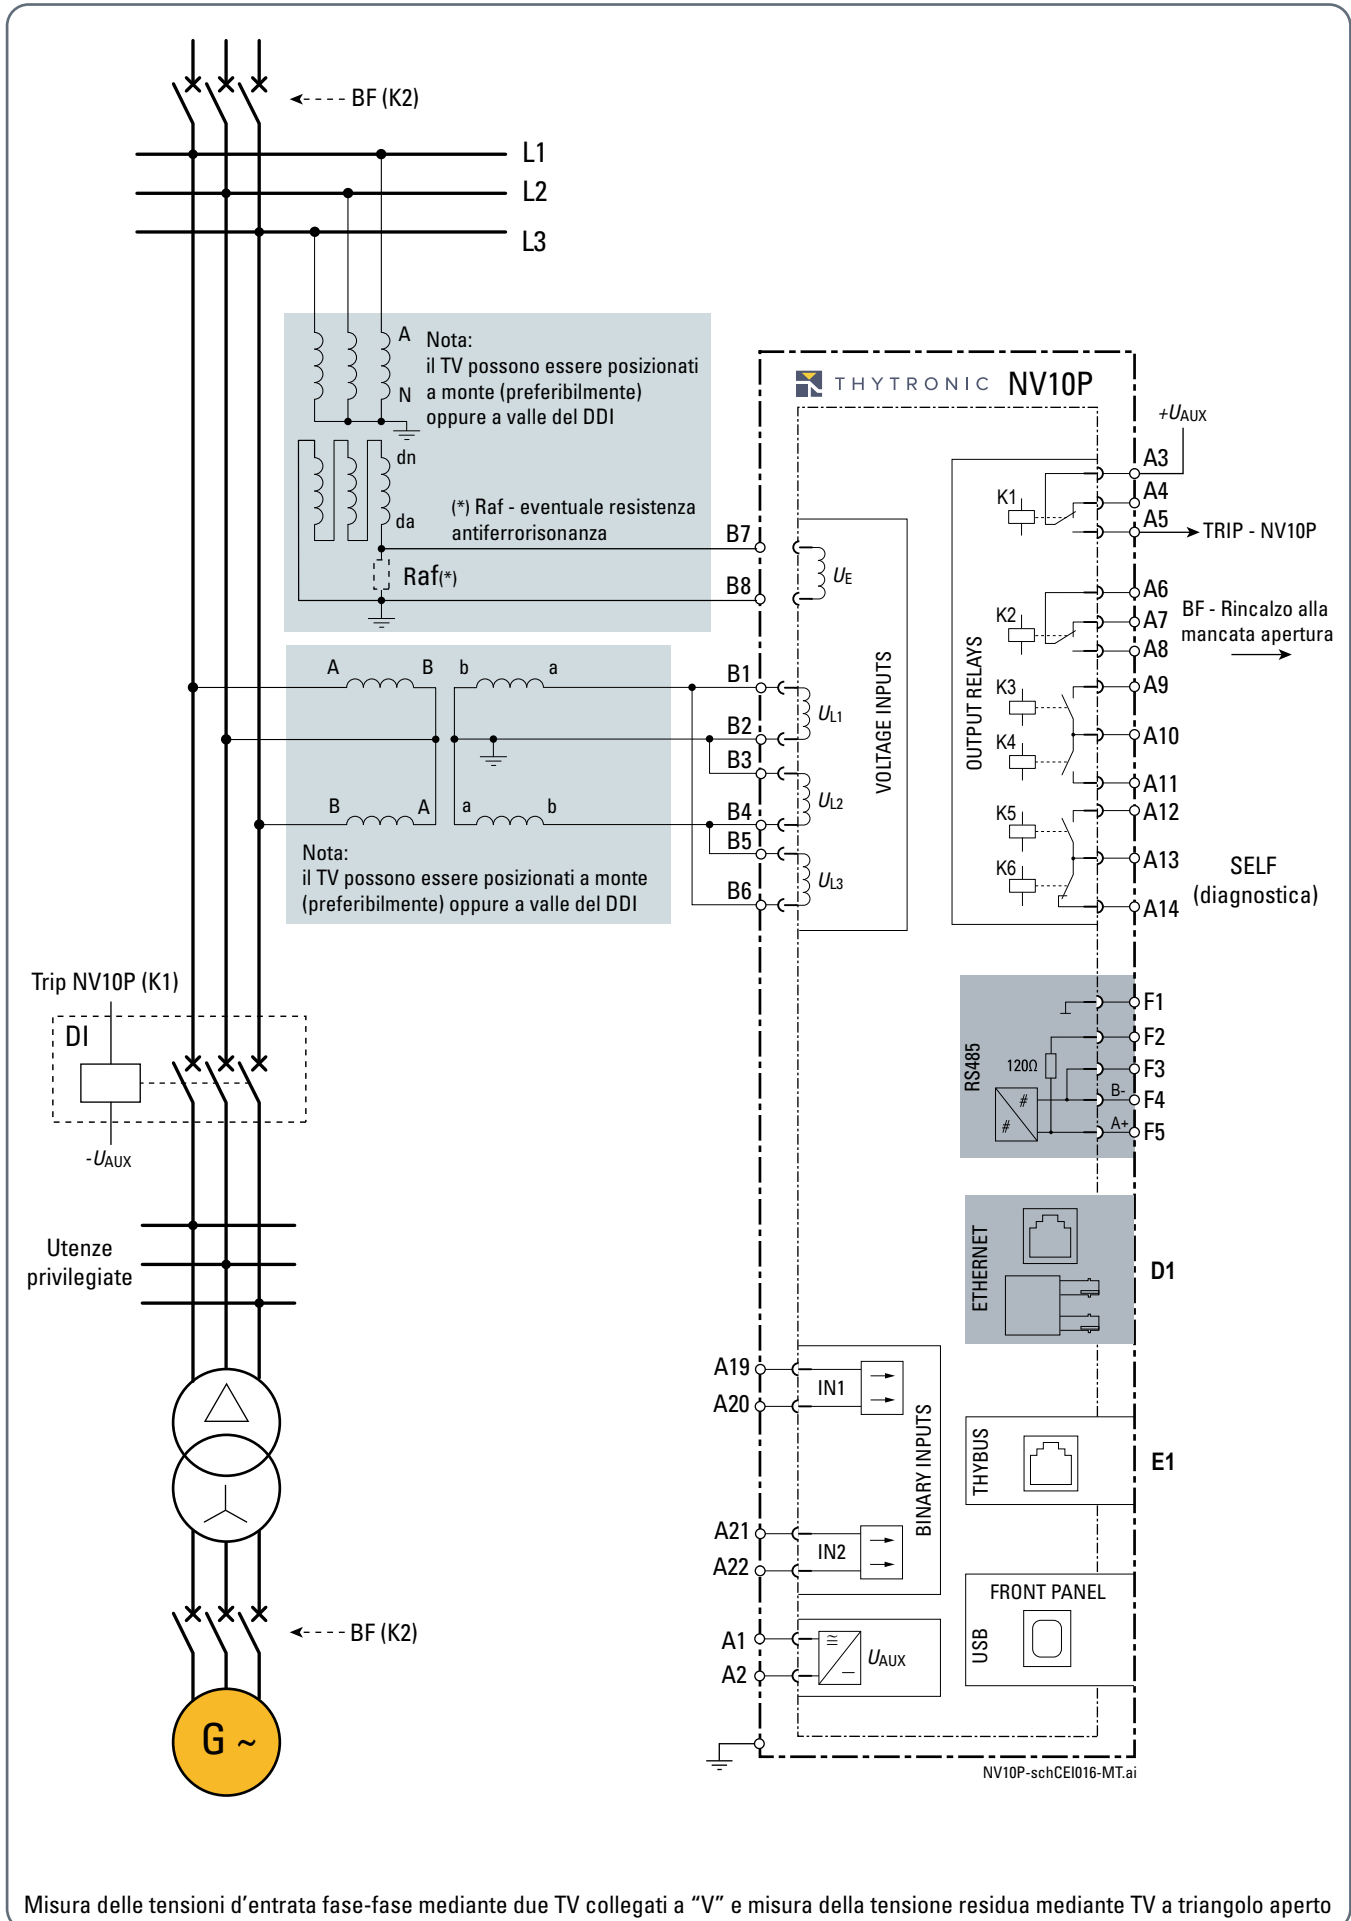 BF (K2)
L1
L2
L3
A
N
Nota:
il TV possono essere posizionati
a monte (preferibilmente)
oppure a valle del DDI
dn
da
(*) Raf - eventuale resistenza
antiferrorisonanza
Raf(*)
A
B
b
a
B
A
a
b
Nota:
il TV possono essere posizionati a monte
(preferibilmente) oppure a valle del DDI
Trip NV10P (K1)
DI
-UAUX
Utenze
privilegiate
BF (K2)
G ~
THYTRONIC NV10P
B7
B8
UE
B1
B2
B3
B4
B5
B6
UL1
UL2
UL3
VOLTAGE INPUTS
OUTPUT RELAYS
K1
K2
K3
K4
K5
K6
+UAUX
A3
A4
A5
TRIP - NV10P
A6
A7
A8
BF - Rincalzo alla
mancata apertura
A9
A10
A11
A12
A13
A14
SELF
(diagnostica)
RS485
120Ω
#
#
B-
A+
F1
F2
F3
F4
F5
ETHERNET
D1
THYBUS
E1
FRONT PANEL
USB
A19
A20
IN1
A21
A22
IN2
BINARY INPUTS
A1
A2
≅
–
UAUX
NV10P-schCEI016-MT.ai
Misura delle tensioni d'entrata fase-fase mediante due TV collegati a “V” e misura della tensione residua mediante TV a triangolo aperto